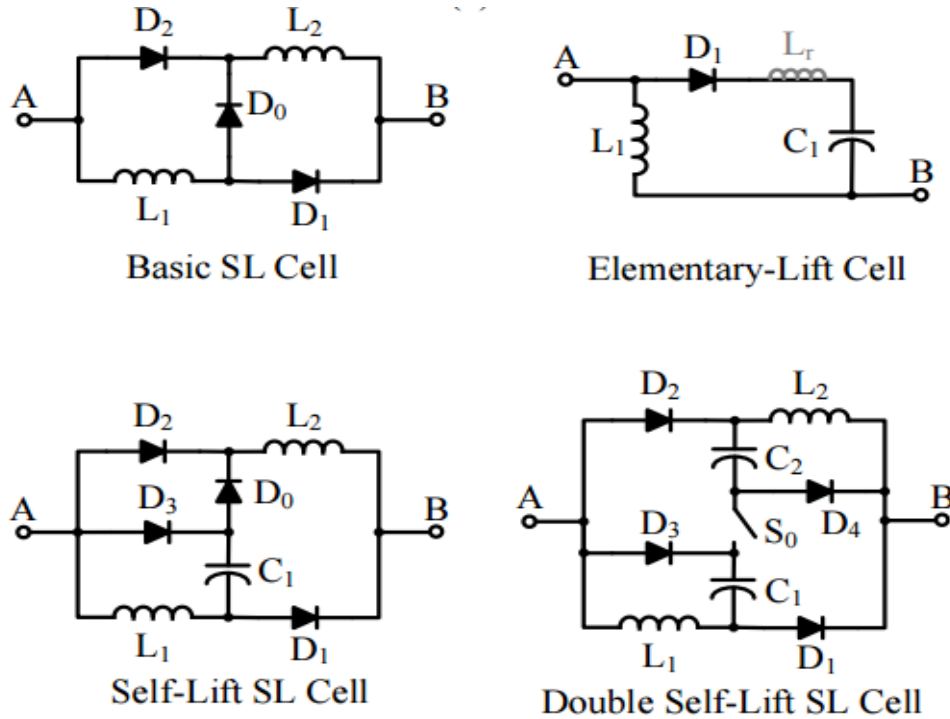 D₂
L₂
A
D₀
B
L₁
D₁
Basic SL Cell
A
D₁
Lᵣ
L₁
C₁
B
Elementary-Lift Cell
D₂
L₂
A
D₃
D₀
B
C₁
L₁
D₁
Self-Lift SL Cell
D₂
L₂
C₂
A
B
D₃
S₀
D₄
C₁
L₁
D₁
Double Self-Lift SL Cell